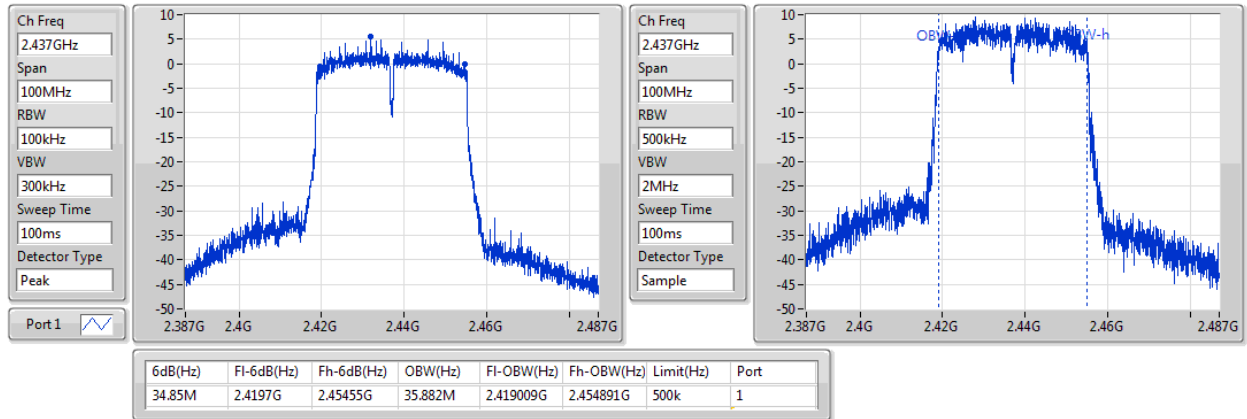 Ch Freq
2.437GHz
Span
100MHz
RBW
100kHz
VBW
300kHz
Sweep Time
100ms
Detector Type
Peak
Port 1
10
5
0
-5
-10
-15
-20
-25
-30
-35
-40
-45
-50
2.387G 2.4G 2.42G 2.44G 2.46G 2.487G
Ch Freq
2.437GHz
Span
100MHz
RBW
500kHz
VBW
2MHz
Sweep Time
100ms
Detector Type
Sample
10
5
0
-5
-10
-15
-20
-25
-30
-35
-40
-45
-50
2.387G 2.4G 2.42G 2.44G 2.46G 2.487G
6dB(Hz) Fl-6dB(Hz) Fh-6dB(Hz) OBW(Hz) Fl-OBW(Hz) Fh-OBW(Hz) Limit(Hz) Port
34.85M 2.4197G 2.45455G 35.882M 2.419009G 2.454891G 500k 1